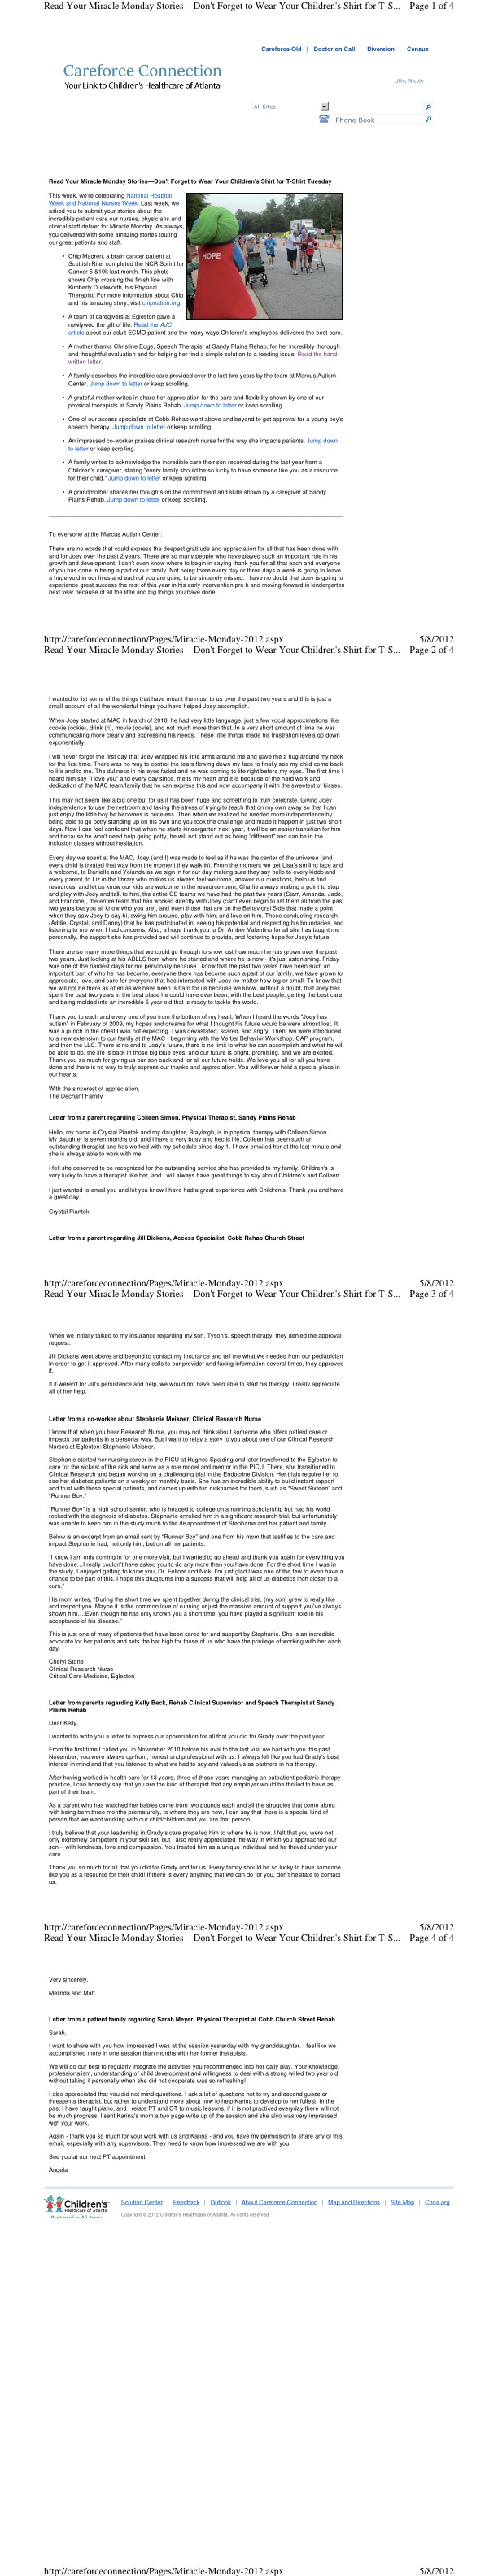 Read Your Miracle Monday Stories—Don't Forget to Wear Your Children's Shirt for T-S... Page 1 of 4
Careforce-Old | Doctor on Call | Diversion | Census
Careforce Connection
Your Link to Children's Healthcare of Atlanta
Litis, Nicole
All Sites
Phone Book
Read Your Miracle Monday Stories—Don't Forget to Wear Your Children's Shirt for T-Shirt Tuesday
This week, we're celebrating National Hospital
Week and National Nurses Week. Last week, we
asked you to submit your stories about the
incredible patient care our nurses, physicians and
clinical staff deliver for Miracle Monday. As always,
you delivered with some amazing stories touting
our great patients and staff.
HOPE
• Chip Madren, a brain cancer patient at
Scottish Rite, completed the NCR Sprint for
Cancer 5 &10k last month. This photo
shows Chip crossing the finish line with
Kimberly Duckworth, his Physical
Therapist. For more information about Chip
and his amazing story, visit chipnation.org.
• A team of caregivers at Egleston gave a
newlywed the gift of life. Read the AJC
article about our adult ECMO patient and the many ways Children's employees delivered the best care.
• A mother thanks Christine Edge, Speech Therapist at Sandy Plains Rehab, for her incredibly thorough
and thoughtful evaluation and for helping her find a simple solution to a feeding issue. Read the hand-
written letter.
• A family describes the incredible care provided over the last two years by the team at Marcus Autism
Center. Jump down to letter or keep scrolling.
• A grateful mother writes in share her appreciation for the care and flexibility shown by one of our
physical therapists at Sandy Plains Rehab. Jump down to letter or keep scrolling.
• One of our access specialists at Cobb Rehab went above and beyond to get approval for a young boy's
speech therapy. Jump down to letter or keep scrolling.
• An impressed co-worker praises clinical research nurse for the way she impacts patients. Jump down
to letter or keep scrolling.
• A family writes to acknowledge the incredible care their son received during the last year from a
Children's caregiver, stating "every family should be so lucky to have someone like you as a resource
for their child." Jump down to letter or keep scrolling.
• A grandmother shares her thoughts on the commitment and skills shown by a caregiver at Sandy
Plains Rehab. Jump down to letter or keep scrolling.
To everyone at the Marcus Autism Center:
There are no words that could express the deepest gratitude and appreciation for all that has been done with
and for Joey over the past 2 years. There are so many people who have played such an important role in his
growth and development. I don't even know where to begin in saying thank you for all that each and everyone
of you has done in being a part of our family. Not being there every day or three days a week is going to leave
a huge void in our lives and each of you are going to be sincerely missed. I have no doubt that Joey is going to
experience great success the rest of this year in his early intervention pre-k and moving forward in kindergarten
next year because of all the little and big things you have done.
http://careforceconnection/Pages/Miracle-Monday-2012.aspx 5/8/2012
Read Your Miracle Monday Stories—Don't Forget to Wear Your Children's Shirt for T-S... Page 2 of 4
I wanted to list some of the things that have meant the most to us over the past two years and this is just a
small account of all the wonderful things you have helped Joey accomplish.
When Joey started at MAC in March of 2010, he had very little language, just a few vocal approximations like
cookie (ookie), drink (ri), movie (oovie), and not much more than that. In a very short amount of time he was
communicating more clearly and expressing his needs. These little things made his frustration levels go down
exponentially.
I will never forget the first day that Joey wrapped his little arms around me and gave me a hug around my neck
for the first time. There was no way to control the tears flowing down my face to finally see my child come back
to life and to me. The dullness in his eyes faded and he was coming to life right before my eyes. The first time I
heard him say "I love you" and every day since, melts my heart and it is because of the hard work and
dedication of the MAC team/family that he can express this and now accompany it with the sweetest of kisses.
This may not seem like a big one but for us it has been huge and something to truly celebrate. Giving Joey
independence to use the restroom and taking the stress of trying to teach that on my own away so that I can
just enjoy the little boy he becomes is priceless. Then when we realized he needed more independence by
being able to go potty standing up on his own and dad out of town you took the challenge and made it happen in just two short
days. Now I can feel confident that when he starts kindergarten next year, it will be an easier transition for him
and because he won't need help going potty, he will not stand out as being "different" and can be in the
inclusion classes without hesitation.
Every day we spent at the MAC, Joey (and I) was made to feel as if he was the center of the universe (and
every child is treated that way from the moment they walk in). From the moment we get Lisa's smiling face and
a welcome, to Danielle and Yolanda as we sign in for our day making sure they say hello to every kiddo and
every parent, to Liz in the library who makes us always feel welcome, answer our questions, help us find
resources, and let us know our kids are welcome in the resource room. Charlie always making a point to stop
and play with Joey and talk to him, the entire CS teams we have had the past two years (Starr, Amanda, Jade,
and Francine), the entire team that has worked directly with Joey (can't even begin to list them all from the past
two years but you all know you you are), and even those that are on the Behavioral Side that made a point
when they saw Joey to say hi, swing him around, play with him, and love on him. Those conducting research
(Addie, Crystal, and Danny) that he has participated in, seeing his potential and respecting his boundaries, and
listening to me when I had concerns. Also, a huge thank you to Dr. Amber Valentino for all she has taught me
personally, the support she has provided and will continue to provide, and fostering hope for Joey's future.
There are so many more things that we could go through to show just how much he has grown over the past
two years. Just looking at his ABLLS from where he started and where he is now - it's just astonishing. Friday
was one of the hardest days for me personally because I know that the past two years have been such an
important part of who he has become, everyone there has become such a part of our family, we have grown to
appreciate, love, and care for everyone that has interacted with Joey no matter how big or small. To know that
we will not be there as often as we have been is hard for us because we know, without a doubt, that Joey has
spent the past two years in the best place he could have ever been, with the best people, getting the best care,
and being molded into an incredible 5 year old that is ready to tackle the world.
Thank you to each and every one of you from the bottom of my heart. When I heard the words "Joey has
autism" in February of 2009, my hopes and dreams for what I thought his future would be were almost lost. It
was a punch in the chest I was not expecting. I was devastated, scared, and angry. Then, we were introduced
to a new extension to our family at the MAC - beginning with the Verbal Behavior Workshop, CAP program,
and then the LLC. There is no end to Joey's future, there is no limit to what he can accomplish and what he will
be able to do, the life is back in those big blue eyes, and our future is bright, promising, and we are excited.
Thank you so much for giving us our son back and for all our future holds. We love you all for all you have
done and there is no way to truly express our thanks and appreciation. You will forever hold a special place in
our hearts.
With the sincerest of appreciation,
The Dechant Family
Letter from a parent regarding Colleen Simon, Physical Therapist, Sandy Plains Rehab
Hello, my name is Crystal Piantek and my daughter, Brayleigh, is in physical therapy with Colleen Simon.
My daughter is seven months old, and I have a very busy and hectic life. Colleen has been such an
outstanding therapist and has worked with my schedule since day 1. I have emailed her at the last minute and
she is always able to work with me.
I felt she deserved to be recognized for the outstanding service she has provided to my family. Children's is
very lucky to have a therapist like her, and I will always have great things to say about Children's and Colleen.
I just wanted to email you and let you know I have had a great experience with Children's. Thank you and have
a great day.
Crystal Piantek
Letter from a parent regarding Jill Dickens, Access Specialist, Cobb Rehab Church Street
http://careforceconnection/Pages/Miracle-Monday-2012.aspx 5/8/2012
Read Your Miracle Monday Stories—Don't Forget to Wear Your Children's Shirt for T-S... Page 3 of 4
When we initially talked to my insurance regarding my son, Tyson's, speech therapy, they denied the approval
request.
Jill Dickens went above and beyond to contact my insurance and tell me what we needed from our pediatrician
in order to get it approved. After many calls to our provider and faxing information several times, they approved
it.
If it weren't for Jill's persistence and help, we would not have been able to start his therapy. I really appreciate
all of her help.
Letter from a co-worker about Stephanie Meisner, Clinical Research Nurse
I know that when you hear Research Nurse, you may not think about someone who offers patient care or
impacts our patients in a personal way. But I want to relay a story to you about one of our Clinical Research
Nurses at Egleston: Stephanie Meisner.
Stephanie started her nursing career in the PICU at Hughes Spalding and later transferred to the Egleston to
care for the sickest of the sick and serve as a role model and mentor in the PICU. There, she transitioned to
Clinical Research and began working on a challenging trial in the Endocrine Division. Her trials require her to
see her diabetes patients on a weekly or monthly basis. She has an incredible ability to build instant rapport
and trust with these special patients, and comes up with fun nicknames for them, such as "Sweet Sixteen" and
"Runner Boy."
"Runner Boy" is a high school senior, who is headed to college on a running scholarship but had his world
rocked with the diagnosis of diabetes. Stephanie enrolled him in a significant research trial, but unfortunately
was unable to keep him in the study much to the disappointment of Stephanie and her patient and family.
Below is an excerpt from an email sent by "Runner Boy" and one from his mom that testifies to the care and
impact Stephanie had, not only him, but on all her patients.
"I know I am only coming in for one more visit, but I wanted to go ahead and thank you again for everything you
have done…I really couldn't have asked you to do any more than you have done. For the short time I was in
the study, I enjoyed getting to know you, Dr. Fellner and Nick. I'm just glad I was one of the few to even have a
chance to be part of this. I hope this drug turns into a success that will help all of us diabetics inch closer to a
cure."
His mom writes, "During the short time we spent together during the clinical trial, (my son) grew to really like
and respect you. Maybe it is the common love of running or just the massive amount of support you've always
shown him….Even though he has only known you a short time, you have played a significant role in his
acceptance of his disease."
This is just one of many of patients that have been cared for and support by Stephanie. She is an incredible
advocate for her patients and sets the bar high for those of us who have the privilege of working with her each
day.
Cheryl Stone
Clinical Research Nurse
Critical Care Medicine, Egleston
Letter from parents regarding Kelly Beck, Rehab Clinical Supervisor and Speech Therapist at Sandy
Plains Rehab
Dear Kelly,
I wanted to write you a letter to express our appreciation for all that you did for Grady over the past year.
From the first time I called you in November 2010 before his eval to the last visit we had with you this past
November, you were always up front, honest and professional with us. I always felt like you had Grady's best
interest in mind and that you listened to what we had to say and valued us as partners in his therapy.
After having worked in health care for 13 years, three of those years managing an outpatient pediatric therapy
practice, I can honestly say that you are the kind of therapist that any employer would be thrilled to have as
part of their team.
As a parent who has watched her babies come from two pounds each and all the struggles that come along
with being born three months prematurely, to where they are now, I can say that there is a special kind of
person that we want working with our child/children and you are that person.
I truly believe that your leadership in Grady's care propelled him to where he is now. I felt that you were not
only extremely competent in your skill set, but I also really appreciated the way in which you approached our
son – with kindness, love and compassion. You treated him as a unique individual and he thrived under your
care.
Thank you so much for all that you did for Grady and for us. Every family should be so lucky to have someone
like you as a resource for their child! If there is every anything that we can do for you, don't hesitate to contact
us.
http://careforceconnection/Pages/Miracle-Monday-2012.aspx 5/8/2012
Read Your Miracle Monday Stories—Don't Forget to Wear Your Children's Shirt for T-S... Page 4 of 4
Very sincerely,
Melinda and Matt
Letter from a patient family regarding Sarah Meyer, Physical Therapist at Cobb Church Street Rehab
Sarah,
I want to share with you how impressed I was at the session yesterday with my granddaughter. I feel like we
accomplished more in one session than months with her former therapists.
We will do our best to regularly integrate the activities you recommended into her daily play. Your knowledge,
professionalism, understanding of child development and willingness to deal with a strong willed two year old
without taking it personally when she did not cooperate was so refreshing!
I also appreciated that you did not mind questions. I ask a lot of questions not to try and second guess or
threaten a therapist, but rather to understand more about how to help Karina to develop to her fullest. In the
past I have taught piano, and I relate PT and OT to music lessons, if it is not practiced everyday there will not
be much progress. I sent Karina's mom a two page write up of the session and she also was very impressed
with your work.
Again - thank you so much for your work with us and Karina - and you have my permission to share any of this
email, especially with any supervisors. They need to know how impressed we are with you.
See you at our next PT appointment.
Angela
Children's
Healthcare of Atlanta
Dedicated to All Better
Solution Center | Feedback | Outlook | About Careforce Connection | Map and Directions | Site Map | Choa.org
Copyright © 2012 Children's Healthcare of Atlanta. All rights reserved.
http://careforceconnection/Pages/Miracle-Monday-2012.aspx 5/8/2012